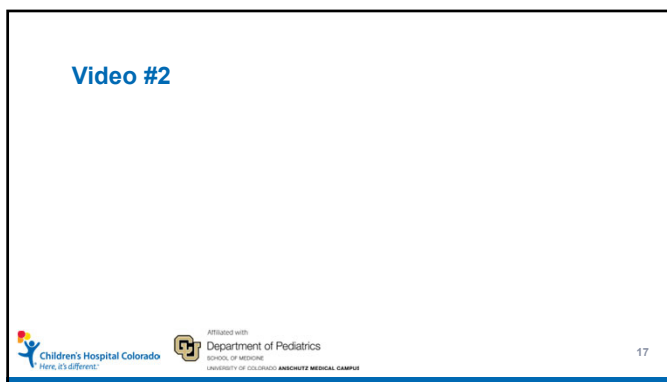 Video #2
Children's Hospital Colorado
Here, it's different.
Affiliated with
Department of Pediatrics
SCHOOL OF MEDICINE
UNIVERSITY OF COLORADO ANSCHUTZ MEDICAL CAMPUS
17